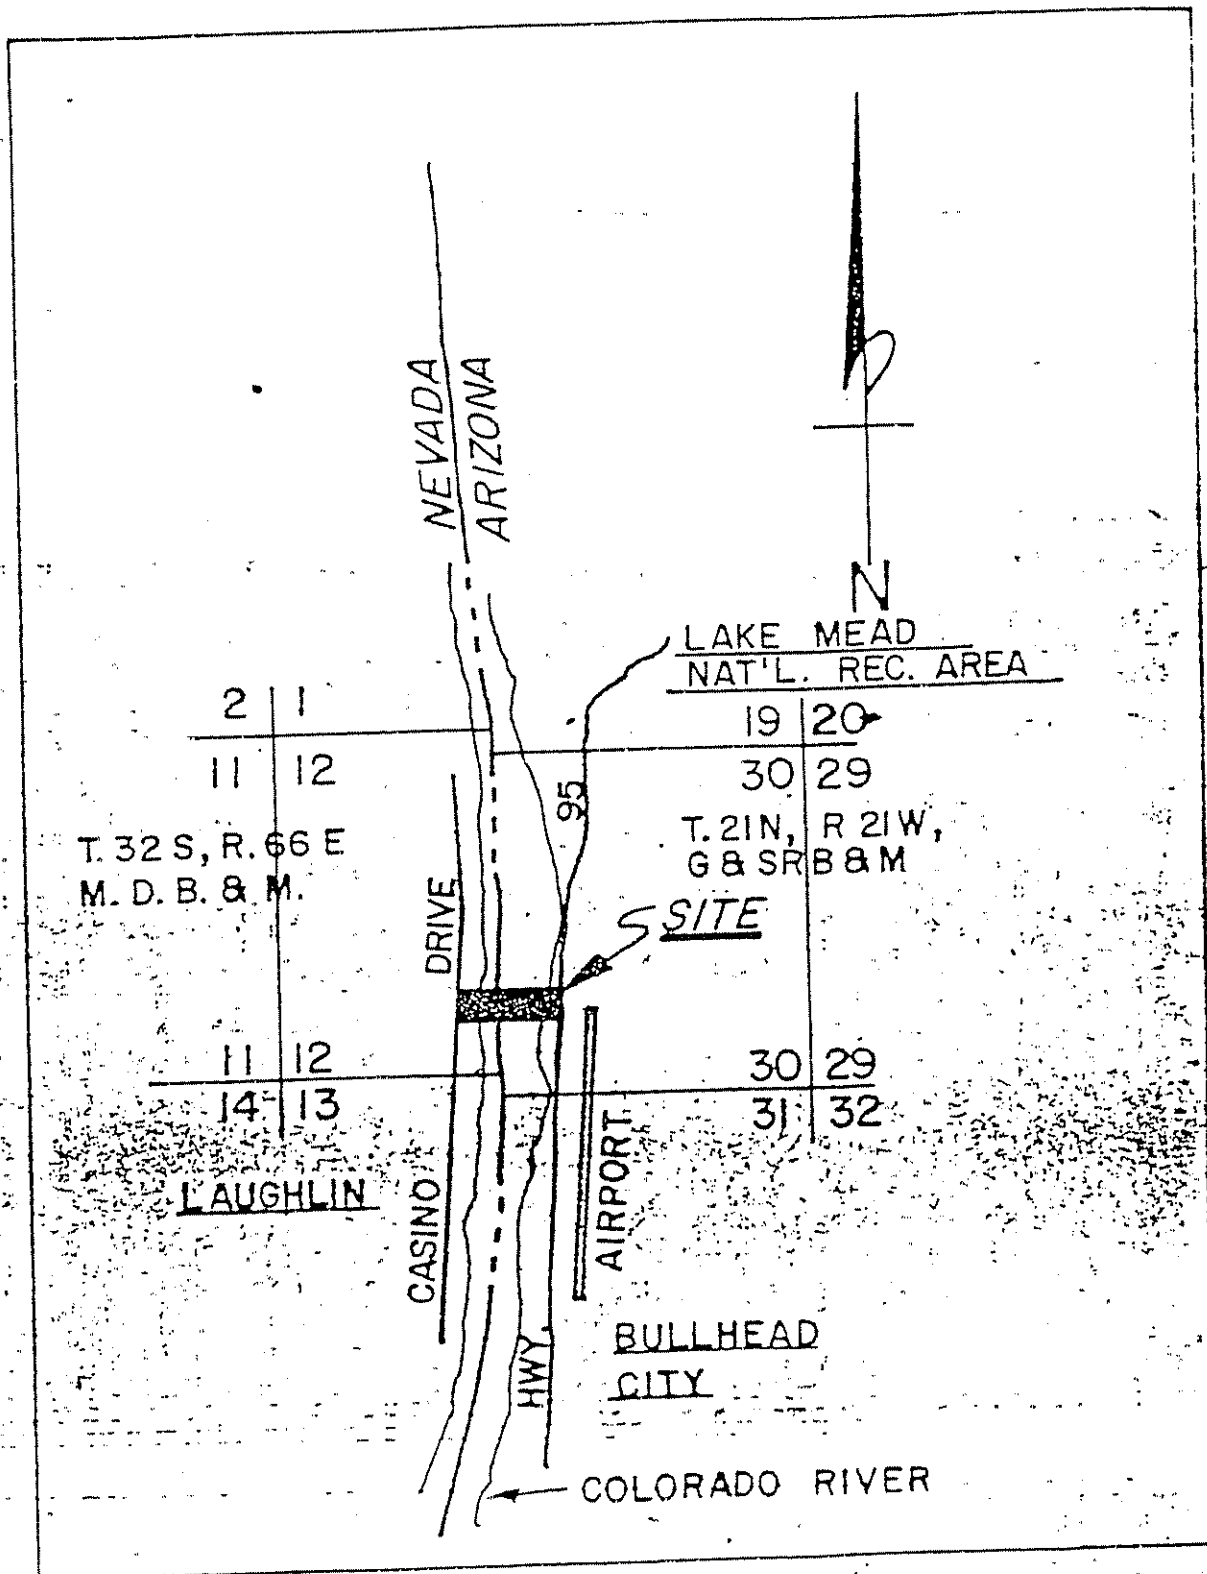 NEVADA
ARIZONA
N
LAKE MEAD
NAT'L. REC. AREA
2 1
11 12
19 20
30 29
95
T. 32 S, R. 66 E
M. D. B. & M.
T. 21N, R 21W,
G & SRB & M
SITE
CASINO DRIVE
11 12
14 13
30 29
31 32
LAUGHLIN
AIRPORT
HWY
BULLHEAD
CITY
COLORADO RIVER